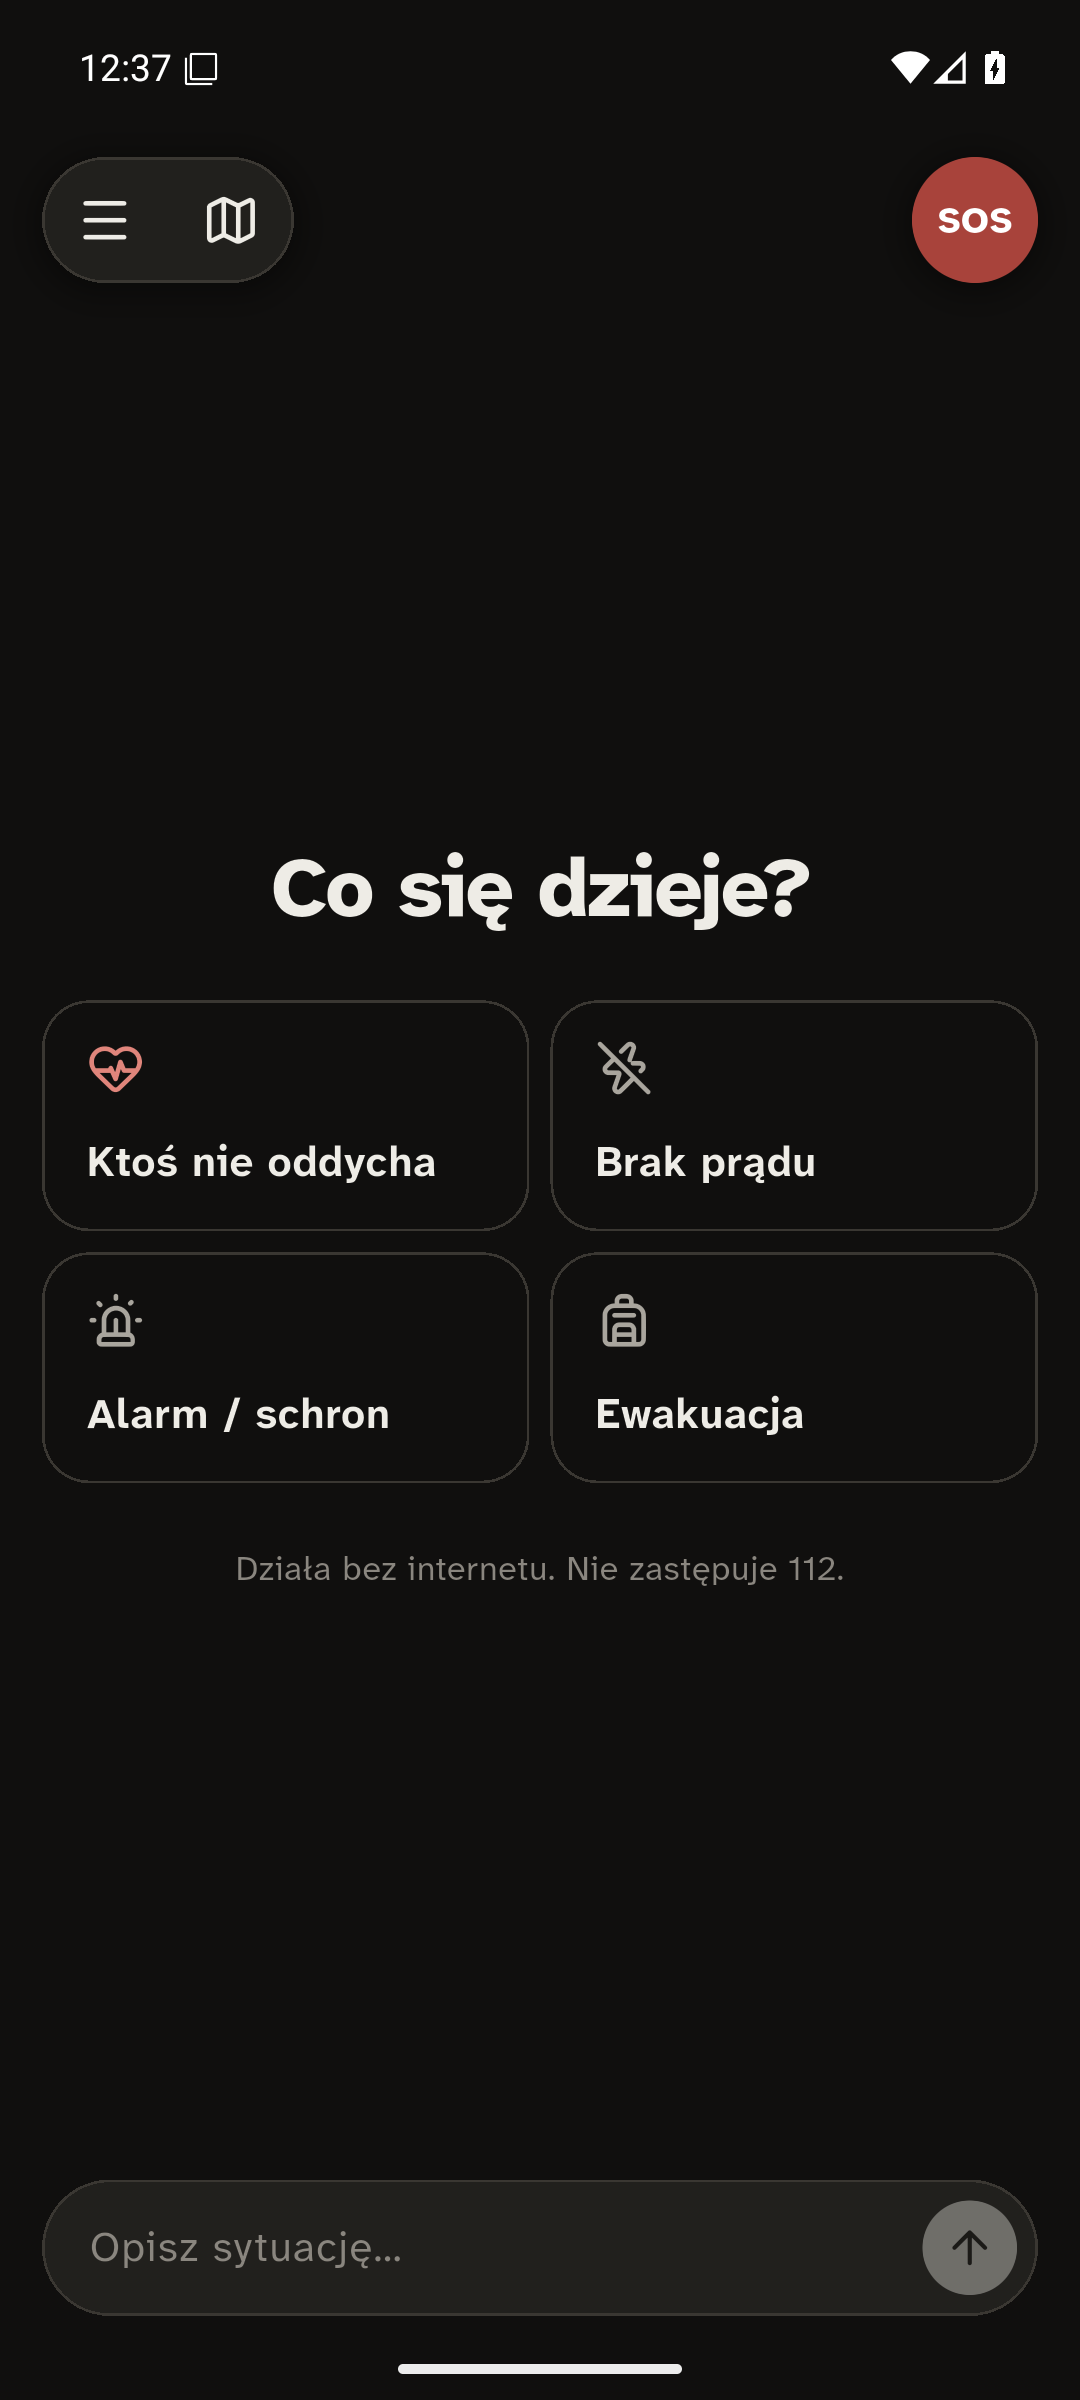 12:37
SOS
Co się dzieje?
Ktoś nie oddycha
Brak prądu
Alarm / schron
Ewakuacja
Działa bez internetu. Nie zastępuje 112.
Opisz sytuację...